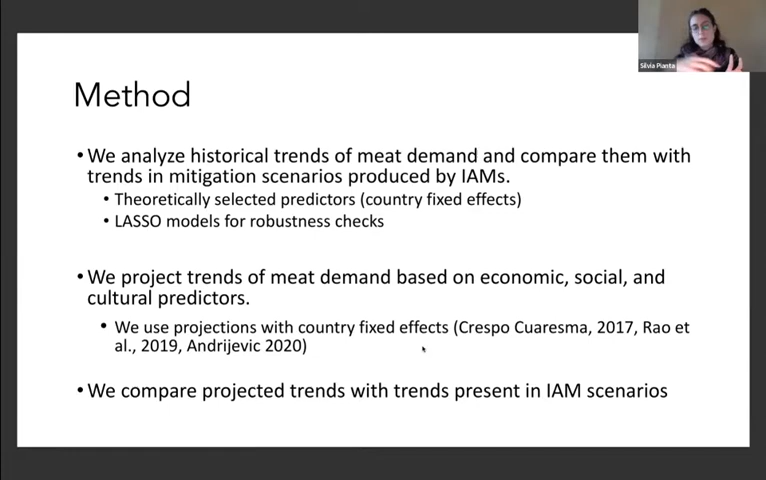 Silvia Pianta
Method
• We analyze historical trends of meat demand and compare them with
trends in mitigation scenarios produced by IAMs.
• Theoretically selected predictors (country fixed effects)
• LASSO models for robustness checks
• We project trends of meat demand based on economic, social, and
cultural predictors.
• We use projections with country fixed effects (Crespo Cuaresma, 2017, Rao et
al., 2019, Andrijevic 2020)
• We compare projected trends with trends present in IAM scenarios